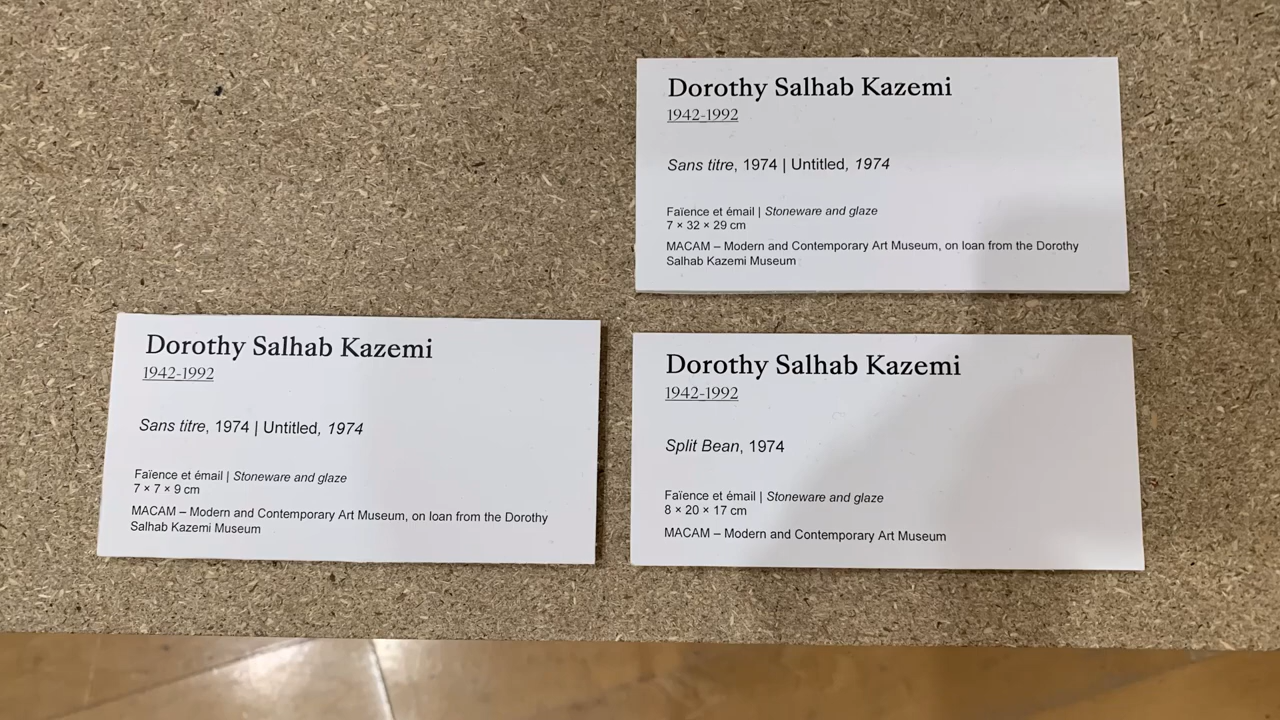 Dorothy Salhab Kazemi
1942-1992
Sans titre, 1974 | Untitled, 1974
Faïence et émail | Stoneware and glaze
7 × 32 × 29 cm
MACAM – Modern and Contemporary Art Museum, on loan from the Dorothy
Salhab Kazemi Museum
Dorothy Salhab Kazemi
1942-1992
Sans titre, 1974 | Untitled, 1974
Faïence et émail | Stoneware and glaze
7 × 7 × 9 cm
MACAM – Modern and Contemporary Art Museum, on loan from the Dorothy
Salhab Kazemi Museum
Dorothy Salhab Kazemi
1942-1992
Split Bean, 1974
Faïence et émail | Stoneware and glaze
8 × 20 × 17 cm
MACAM – Modern and Contemporary Art Museum